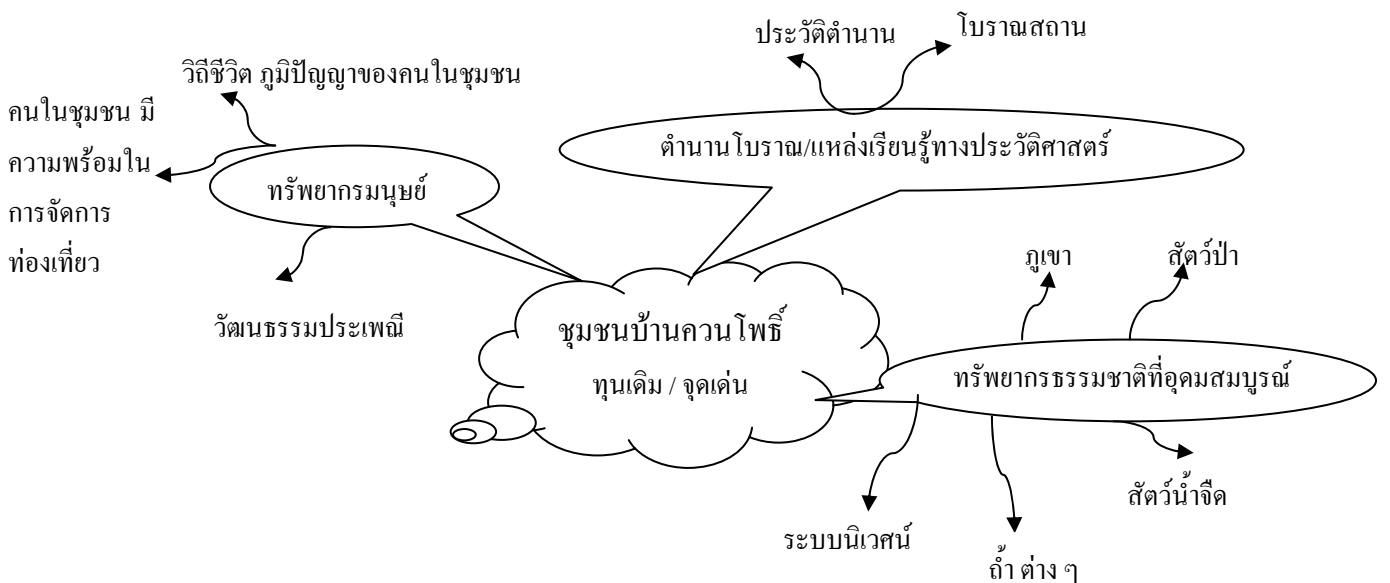 ประวัติตำนาน
โบราณสถาน
วิถีชีวิต ภูมิปัญญาของคนในชุมชน
คนในชุมชน มี
ความพร้อมใน
การจัดการ
ท่องเที่ยว
ตำนานโบราณ/แหล่งเรียนรู้ทางประวัติศาสตร์
ทรัพยากรมนุษย์
วัฒนธรรมประเพณี
ภูเขา
สัตว์ป่า
ชุมชนบ้านควนโพธิ์
ทุนเดิม / จุดเด่น
ทรัพยากรธรรมชาติที่อุดมสมบูรณ์
สัตว์น้ำจืด
ระบบนิเวศน์
ถ้ำ ต่าง ๆ